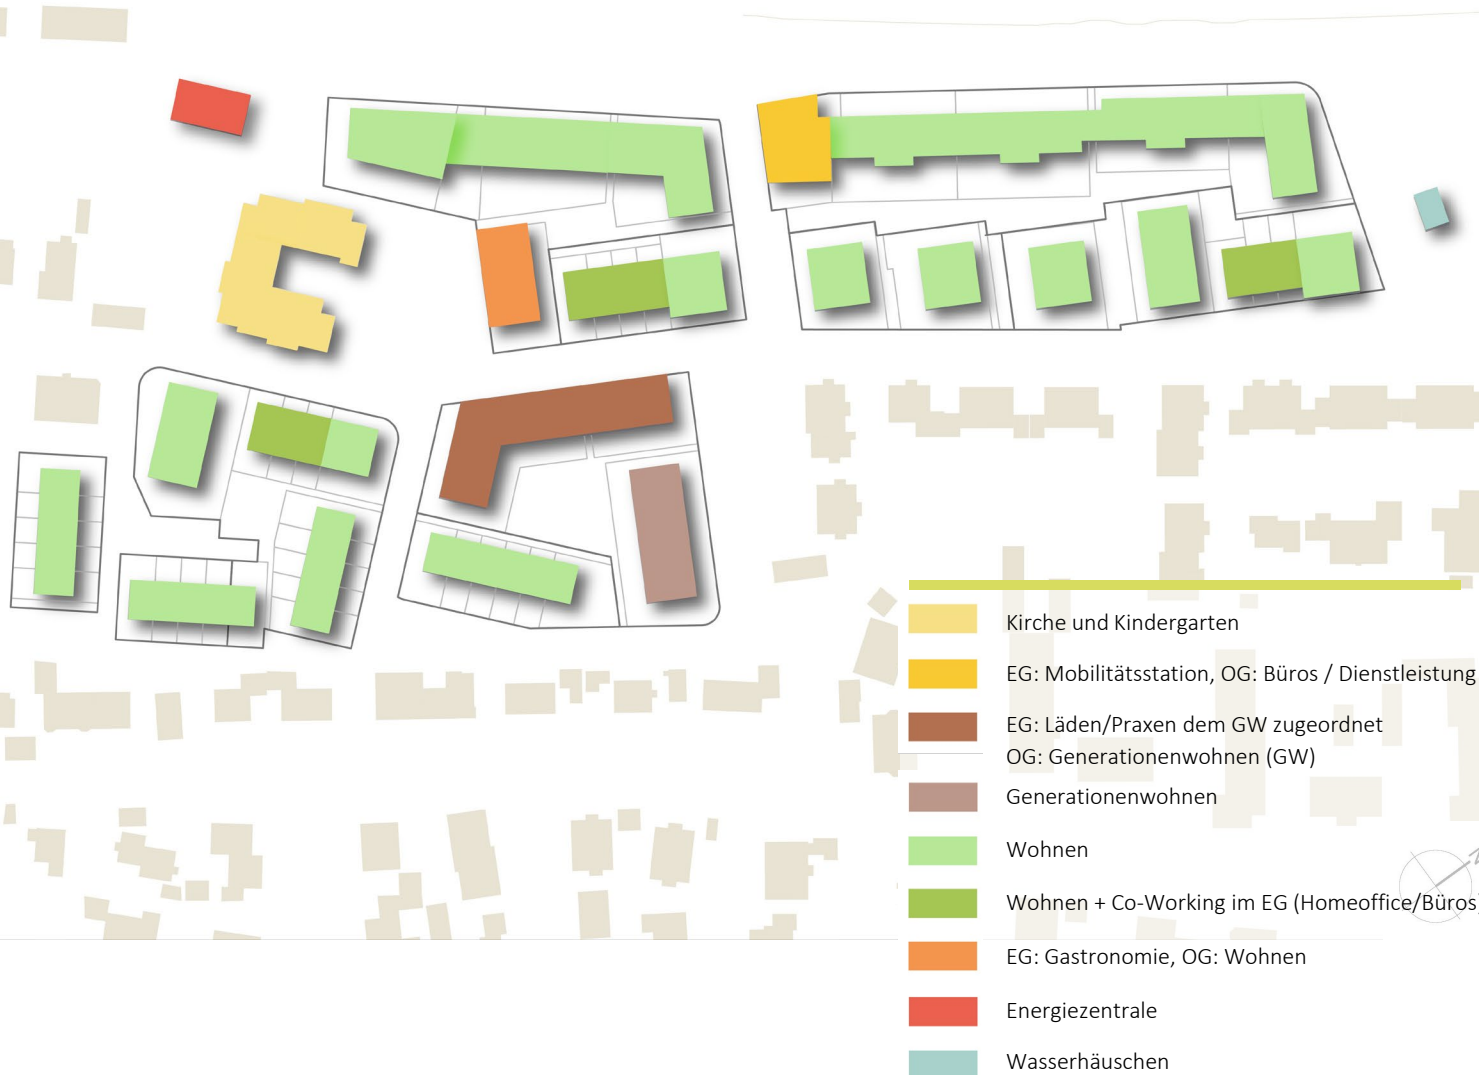 Kirche und Kindergarten
EG: Mobilitätsstation, OG: Büros / Dienstleistung
EG: Läden/Praxen dem GW zugeordnet
OG: Generationenwohnen (GW)
Generationenwohnen
Wohnen
Wohnen + Co-Working im EG (Homeoffice/Büros)
EG: Gastronomie, OG: Wohnen
Energiezentrale
Wasserhäuschen